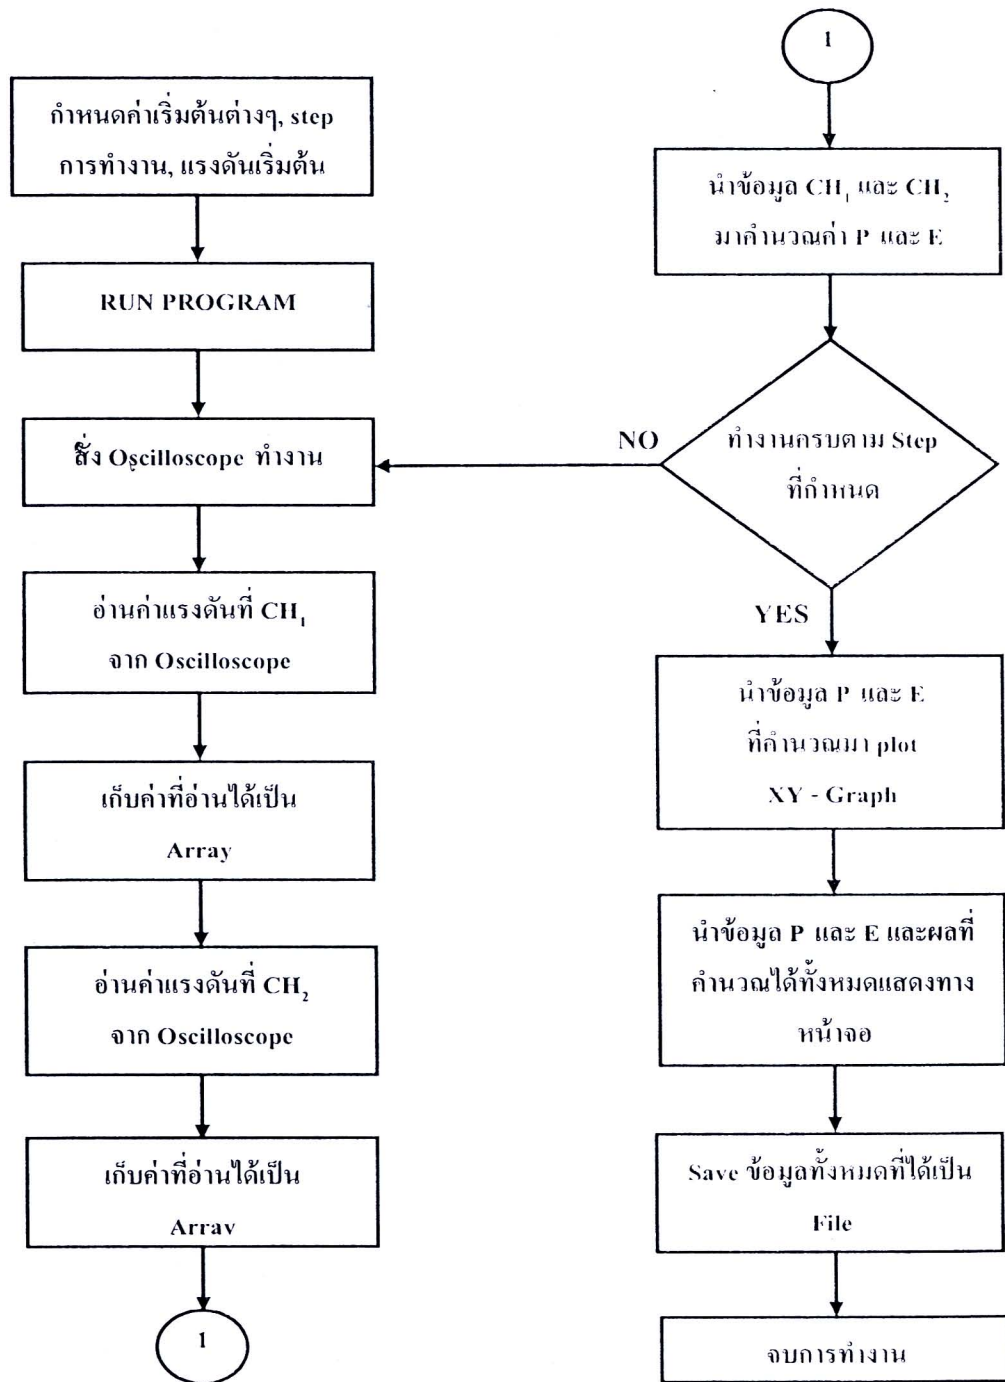 กำหนดค่าเริ่มต้นต่างๆ, step
การทำงาน, แรงดันเริ่มต้น
RUN PROGRAM
สั่ง Oscilloscope ทำงาน
อ่านค่าแรงดันที่ CH₁
จาก Oscilloscope
เก็บค่าที่อ่านได้เป็น
Array
อ่านค่าแรงดันที่ CH₂
จาก Oscilloscope
เก็บค่าที่อ่านได้เป็น
Array
1
1
นำข้อมูล CH₁ และ CH₂
มาคำนวณค่า P และ E
ทำงานครบตาม Step
ที่กำหนด
NO
YES
นำข้อมูล P และ E
ที่คำนวณมา plot
XY - Graph
นำข้อมูล P และ E และผลที่
คำนวณได้ทั้งหมดแสดงทาง
หน้าจอ
Save ข้อมูลทั้งหมดที่ได้เป็น
File
จบการทำงาน